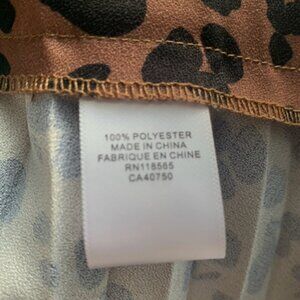 100% POLYESTER
MADE IN CHINA
FABRIQUE EN CHINE
RN118565
CA40750